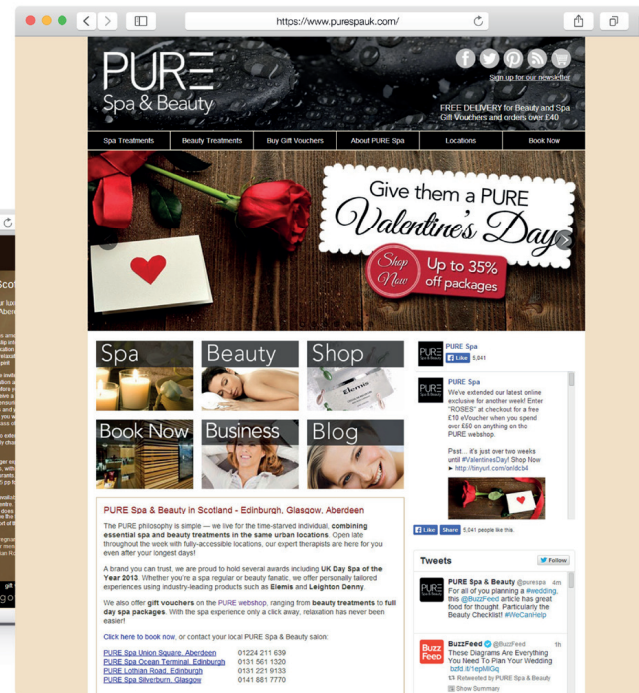 https://www.purespauk.com/
PURE
Spa & Beauty
Sign up for our newsletter
FREE DELIVERY for Beauty and Spa
Gift Vouchers and orders over £40
Spa Treatments
Beauty Treatments
Buy Gift Vouchers
About PURE Spa
Locations
Book Now
Give them a PURE
Valentine's Day
Shop
Now
Up to 35%
off packages
Spa
Beauty
Shop
Elemis
Book Now
Business
Blog
PURE Spa & Beauty in Scotland - Edinburgh, Glasgow, Aberdeen
The PURE philosophy is simple — we live for the time-starved individual, combining
essential spa and beauty treatments in the same urban locations. Open late
throughout the week with fully-accessible locations, our expert therapists are here for you
even after your longest days!
A brand you can trust, we are proud to hold several awards including UK Day Spa of the
Year 2013. Whether you're a spa regular or beauty fanatic, we offer personally tailored
experiences using industry-leading products such as Elemis and Leighton Denny.
We also offer gift vouchers on the PURE webshop, ranging from beauty treatments to full
day spa packages. With the spa experience only a click away, relaxation has never been
easier!
Click here to book now, or contact your local PURE Spa & Beauty salon:
PURE Spa Union Square, Aberdeen 01224 211 639
PURE Spa Ocean Terminal, Edinburgh 0131 561 1320
PURE Lothian Road, Edinburgh 0131 221 9133
PURE Spa Silverburn, Glasgow 0141 881 7770
PURE
Spa & Beauty
PURE Spa
Like 5,041
PURE
Spa & Beauty
PURE Spa
We've extended our latest online
exclusive for another week! Enter
"ROSES" at checkout for a free
£10 eVoucher when you spend
over £50 on anything on the
PURE webshop.
Psst... it's just over two weeks
until #ValentinesDay! Shop Now
► http://tinyurl.com/onldcb4
Like Share 5,041 people like this.
Tweets
Follow
PURE
PURE Spa & Beauty @purespa 4m
For all of you planning a #wedding,
this @BuzzFeed article has great
food for thought. Particularly the
Beauty Checklist! #WeCanHelp
Buzz
Feed
BuzzFeed @BuzzFeed 1h
These Diagrams Are Everything
You Need To Plan Your Wedding
bzfd.it/1epMIGq
Retweeted by PURE Spa & Beauty
Show Summary